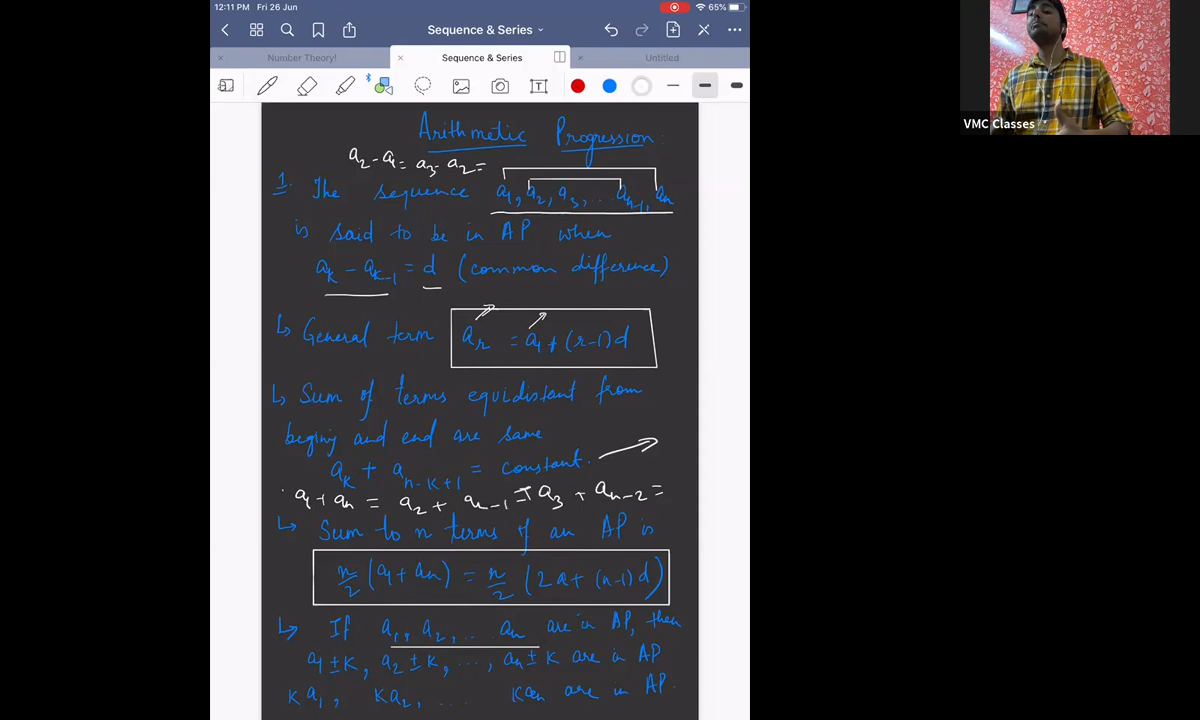 12:11 PM Fri 26 Jun
65%
Sequence & Series
Number Theory!
Sequence & Series
Untitled
VMC Classes
Arithmetic Progression
a₂ - a₁ = a₃ - a₂ =
1. The sequence a₁, a₂, a₃, ... aₙ₋₁, aₙ
is said to be in AP when
aₖ - aₖ₋₁ = d (common difference)
↳ General term aᵣ = a₁ + (r-1)d
↳ Sum of terms equidistant from
begining and end are same
aₖ + aₙ₋ₖ₊₁ = constant.
a₁ + aₙ = a₂ + aₙ₋₁ = a₃ + aₙ₋₂ =
↳ Sum to n terms of an AP is
n/2 (a₁ + aₙ) = n/2 (2a + (n-1)d)
↳ If a₁, a₂, ... aₙ are in AP, then
a₁ ± k, a₂ ± k, ..., aₙ ± k are in AP
ka₁, ka₂, .... kaₙ are in AP.